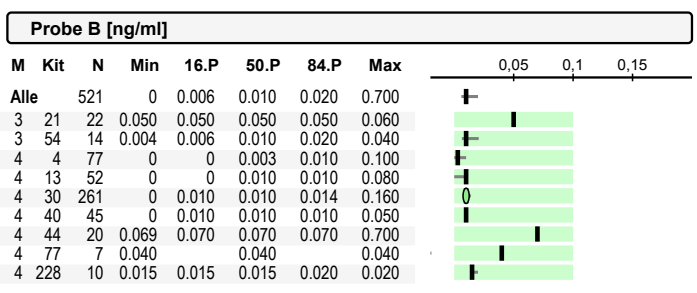 Probe B [ng/ml]
M Kit N Min 16.P 50.P 84.P Max 0,05 0,1 0,15
Alle 521 0 0.006 0.010 0.020 0.700
3 21 22 0.050 0.050 0.050 0.050 0.060
3 54 14 0.004 0.006 0.010 0.020 0.040
4 4 77 0 0 0.003 0.010 0.100
4 13 52 0 0 0.010 0.010 0.080
4 30 261 0 0.010 0.010 0.014 0.160
4 40 45 0 0.010 0.010 0.010 0.050
4 44 20 0.069 0.070 0.070 0.070 0.700
4 77 7 0.040 0.040 0.040
4 228 10 0.015 0.015 0.015 0.020 0.020